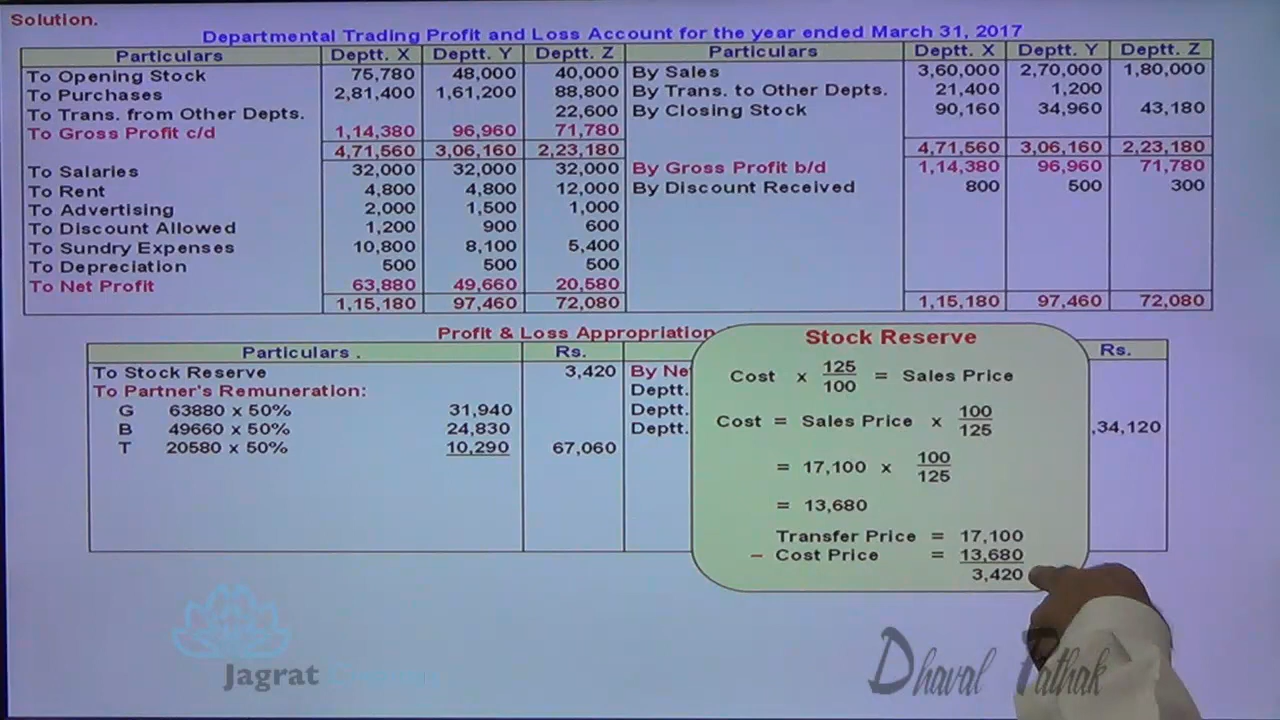 Solution.
Departmental Trading Profit and Loss Account for the year ended March 31, 2017
Particulars Deptt. X Deptt. Y Deptt. Z Particulars Deptt. X Deptt. Y Deptt. Z
To Opening Stock 75,780 48,000 40,000 By Sales 3,60,000 2,70,000 1,80,000
To Purchases 2,81,400 1,61,200 88,800 By Trans. to Other Depts. 21,400 1,200
To Trans. from Other Depts. 22,600 By Closing Stock 90,160 34,960 43,180
To Gross Profit c/d 1,14,380 96,960 71,780
4,71,560 3,06,160 2,23,180 4,71,560 3,06,160 2,23,180
To Salaries 32,000 32,000 32,000 By Gross Profit b/d 1,14,380 96,960 71,780
To Rent 4,800 4,800 12,000 By Discount Received 800 500 300
To Advertising 2,000 1,500 1,000
To Discount Allowed 1,200 900 600
To Sundry Expenses 10,800 8,100 5,400
To Depreciation 500 500 500
To Net Profit 63,880 49,660 20,580
1,15,180 97,460 72,080 1,15,180 97,460 72,080
Profit & Loss Appropriation
Particulars . Rs. Rs.
To Stock Reserve 3,420 By Ne
To Partner's Remuneration: Deptt.
G 63880 x 50% 31,940 Deptt.
B 49660 x 50% 24,830 Deptt. ,34,120
T 20580 x 50% 10,290 67,060
Stock Reserve
Cost x 125/100 = Sales Price
Cost = Sales Price x 100/125
= 17,100 x 100/125
= 13,680
Transfer Price = 17,100
– Cost Price = 13,680
3,420
Jagrat
Dhaval Pathak